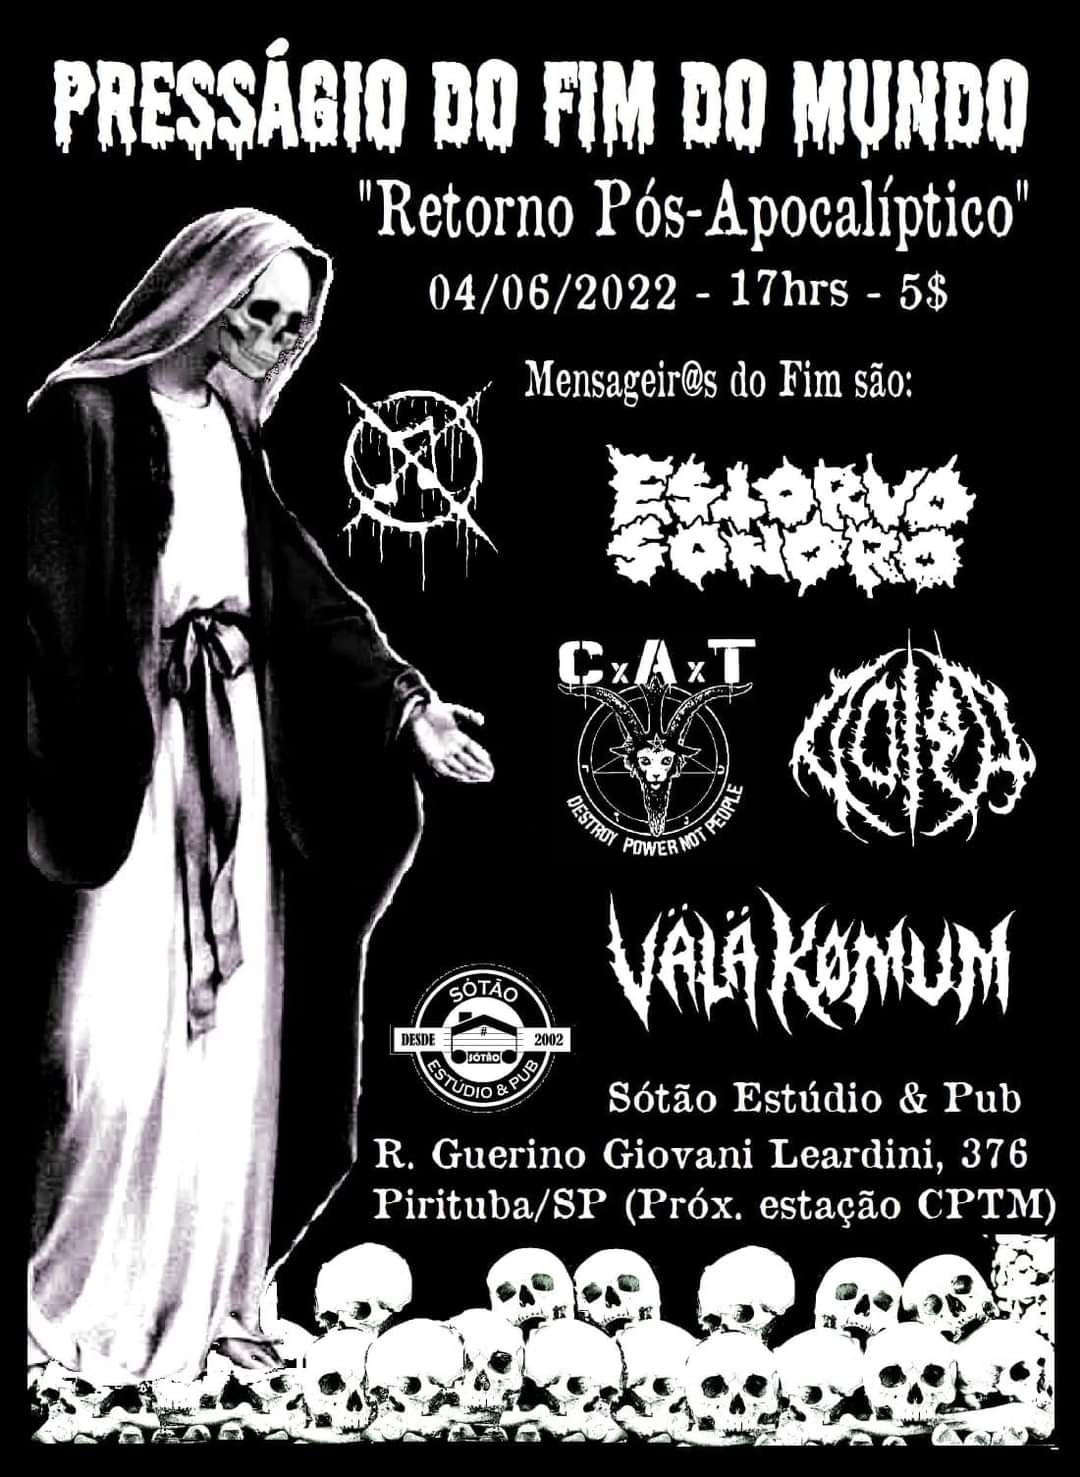 PRESSÁGIO DO FIM DO MUNDO
"Retorno Pós-Apocalíptico"
04/06/2022 - 17hrs - 5$
Mensageir@s do Fim são:
ESTORVO
SONORO
CxAxT
DESTROY POWER NOT PEOPLE
VÄLÄ KØMUM
SÓTÃO
DESDE 2002
#
SÓTÃO
ESTÚDIO & PUB
Sótão Estúdio & Pub
R. Guerino Giovani Leardini, 376
Pirituba/SP (Próx. estação CPTM)